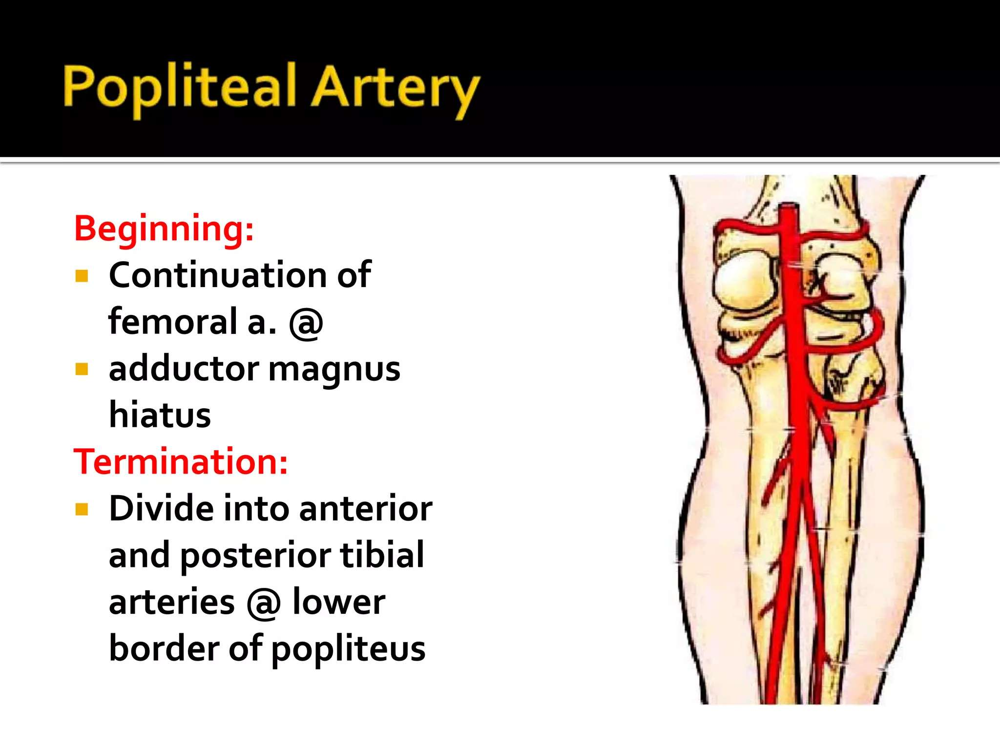 Popliteal Artery
Beginning:
▪ Continuation of
femoral a. @
▪ adductor magnus
hiatus
Termination:
▪ Divide into anterior
and posterior tibial
arteries @ lower
border of popliteus